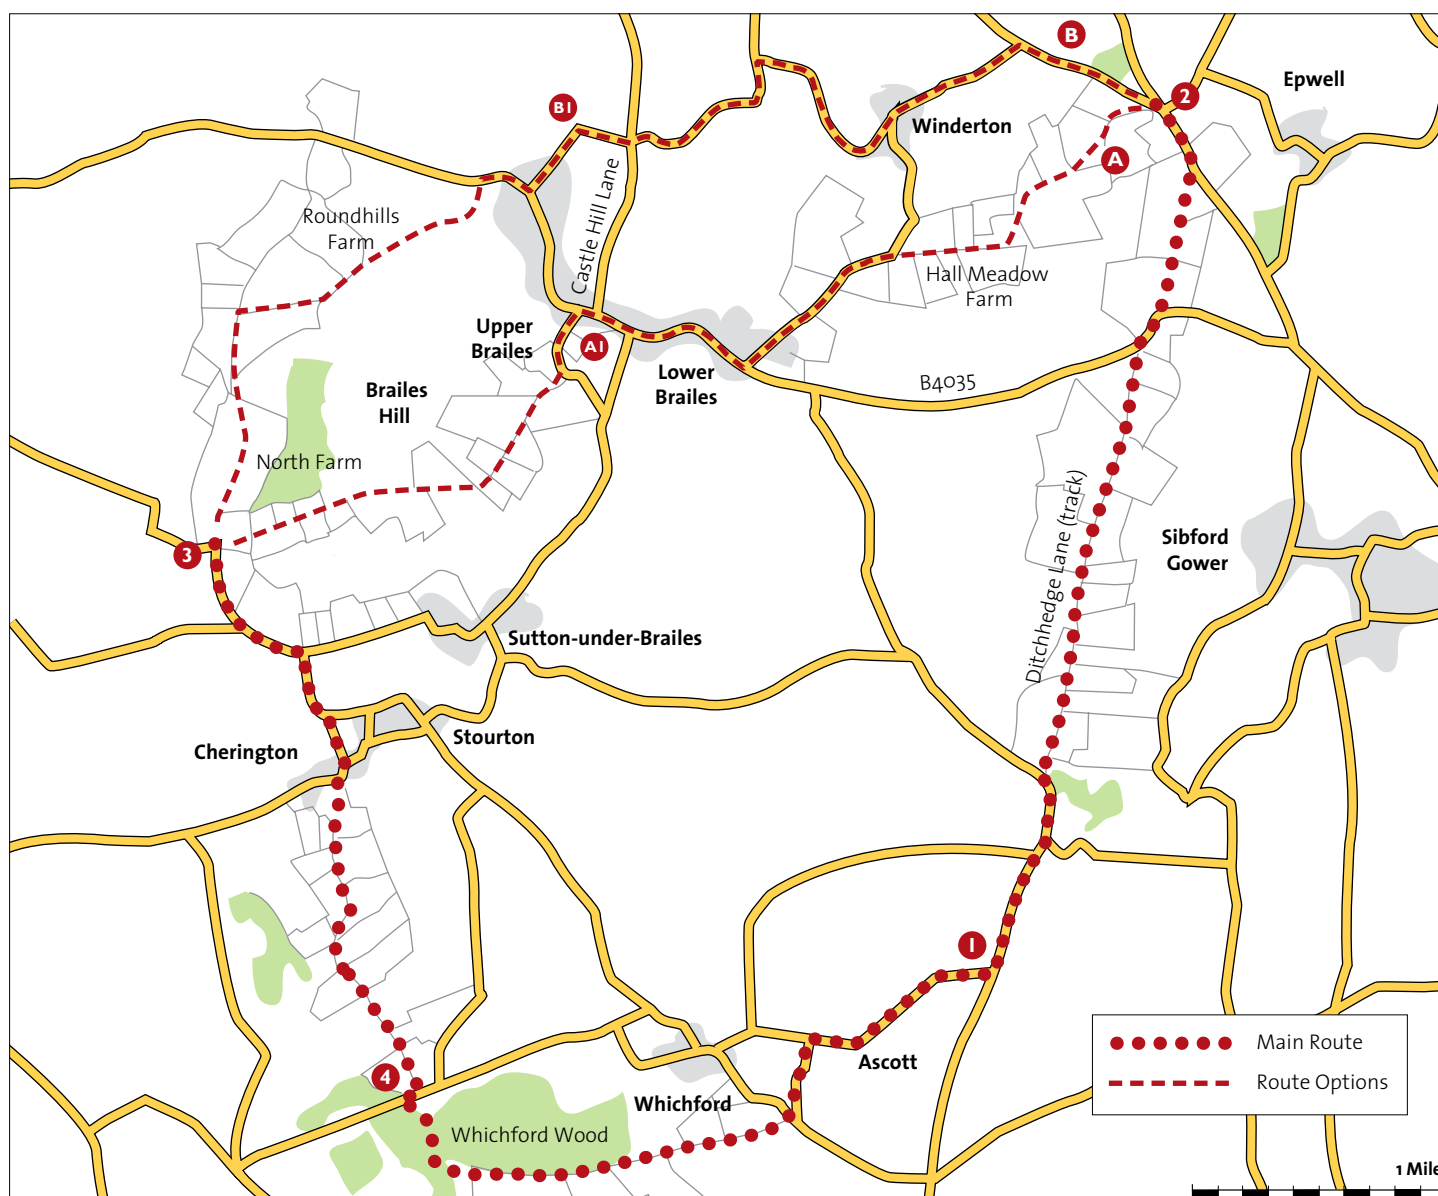 B
2
Epwell
B1
Winderton
A
Castle Hill Lane
Roundhills
Farm
Hall Meadow
Farm
Upper
Brailes
A1
Lower
Brailes
B4035
Brailes
Hill
North Farm
Ditchhedge Lane (track)
Sibford
Gower
3
Sutton-under-Brailes
Cherington
Stourton
1
Ascott
4
Whichford
Whichford Wood
Main Route
Route Options
1 Mile